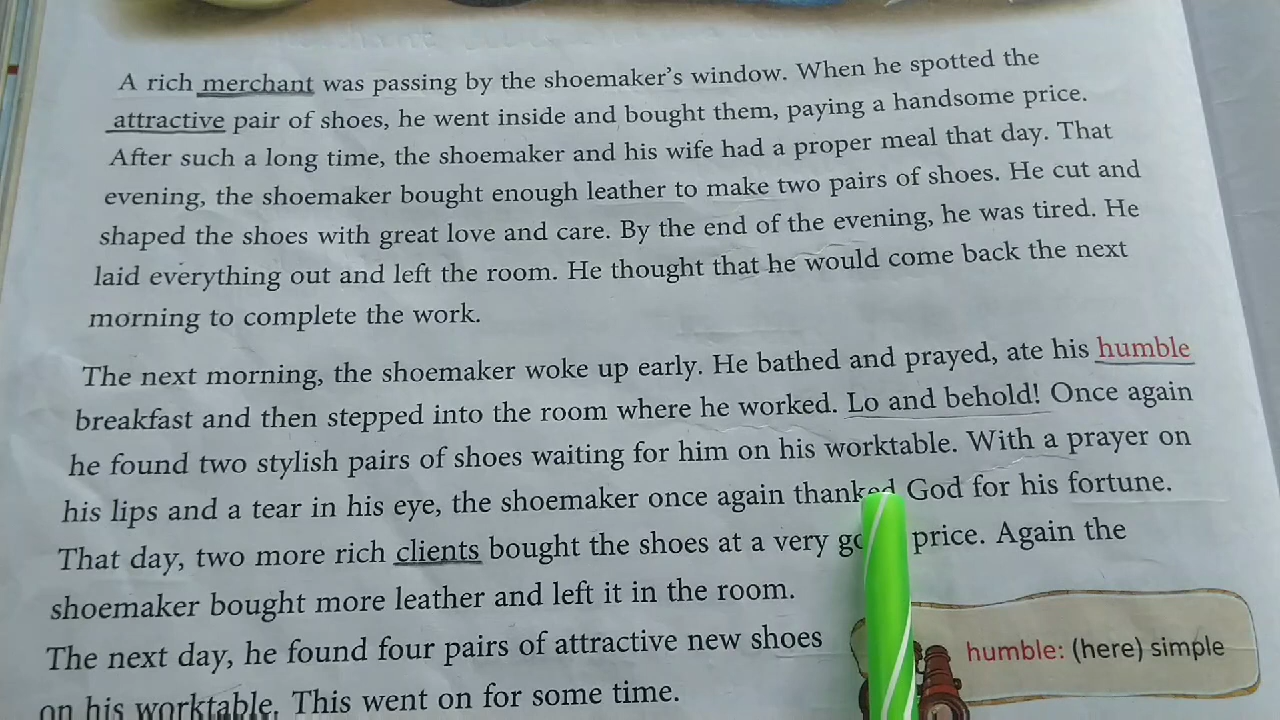 A rich merchant was passing by the shoemaker's window. When he spotted the
attractive pair of shoes, he went inside and bought them, paying a handsome price.
After such a long time, the shoemaker and his wife had a proper meal that day. That
evening, the shoemaker bought enough leather to make two pairs of shoes. He cut and
shaped the shoes with great love and care. By the end of the evening, he was tired. He
laid everything out and left the room. He thought that he would come back the next
morning to complete the work.
The next morning, the shoemaker woke up early. He bathed and prayed, ate his humble
breakfast and then stepped into the room where he worked. Lo and behold! Once again
he found two stylish pairs of shoes waiting for him on his worktable. With a prayer on
his lips and a tear in his eye, the shoemaker once again thanked God for his fortune.
That day, two more rich clients bought the shoes at a very price. Again the
shoemaker bought more leather and left it in the room.
The next day, he found four pairs of attractive new shoes
on his worktable. This went on for some time.
humble: (here) simple